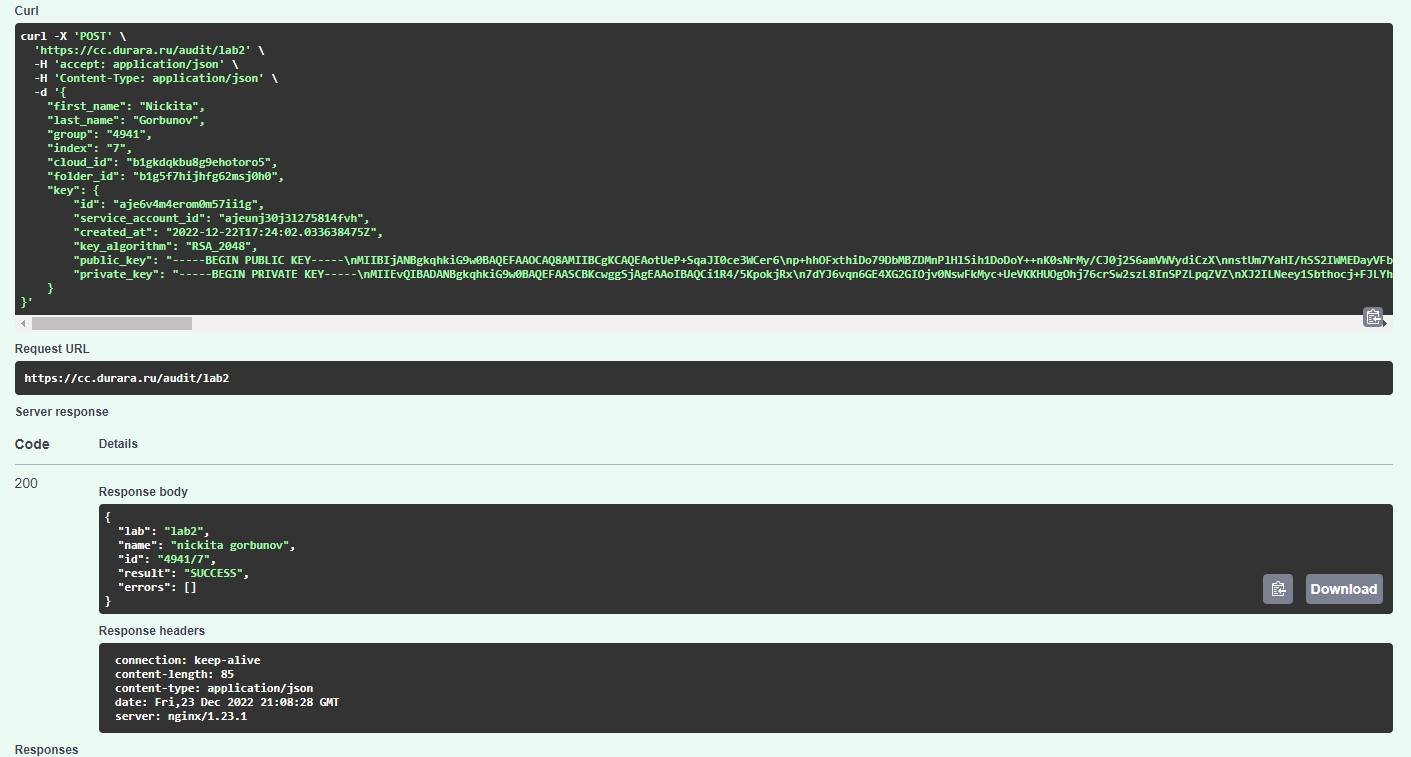 Curl
curl -X 'POST' \
'https://cc.durara.ru/audit/lab2' \
-H 'accept: application/json' \
-H 'Content-Type: application/json' \
-d '{
"first_name": "Nickita",
"last_name": "Gorbunov",
"group": "4941",
"index": "7",
"cloud_id": "b1gkdqkbu8g9ehotoro5",
"folder_id": "b1g5f7hijhfg62msj0h0",
"key": {
"id": "aje6v4m4erom0m57ii1g",
"service_account_id": "ajeunj30j3l275814fvh",
"created_at": "2022-12-22T17:24:02.033638475Z",
"key_algorithm": "RSA_2048",
"public_key": "-----BEGIN PUBLIC KEY-----\nMIIBIjANBgkqhkiG9w0BAQEFAAOCAQ8AMIIBCgKCAQEAotUeP+SqaJI0ce3WCer6\np+hhOFxthiDo79DbMBZDMnPlHlSih1DoDoY++nK0sNrMy/CJ0j2S6amVWVydiCzX\nnstUm7YaHI/hSS2IWMEDayVFb
"private_key": "-----BEGIN PRIVATE KEY-----\nMIIEvQIBADANBgkqhkiG9w0BAQEFAASCBKcwggSjAgEAAoIBAQCi1R4/5KpokjRx\n7dYJ6vqn6GE4XG2GIOjv0NswFkMyc+UeVKKHUOgOhj76crSw2szL8InSPZLpqZVZ\nXJ2ILNeey1Sbthocj+FJLYh
}
}'
Request URL
https://cc.durara.ru/audit/lab2
Server response
Code Details
200
Response body
{
"lab": "lab2",
"name": "nickita gorbunov",
"id": "4941/7",
"result": "SUCCESS",
"errors": []
}
Download
Response headers
connection: keep-alive
content-length: 85
content-type: application/json
date: Fri,23 Dec 2022 21:08:28 GMT
server: nginx/1.23.1
Responses